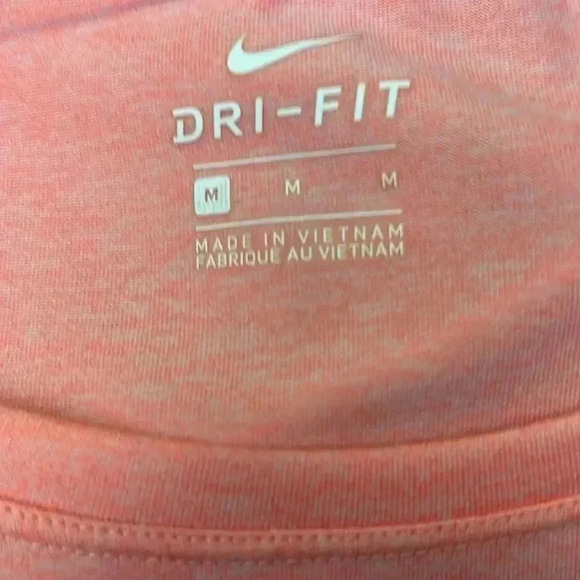 DRI-FIT
M M M
MADE IN VIETNAM
FABRIQUE AU VIETNAM